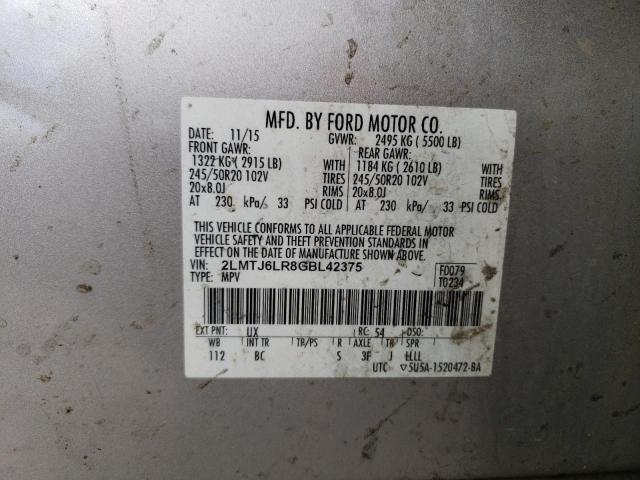 MFD. BY FORD MOTOR CO.
DATE: 11/15 GVWR: 2495 KG ( 5500 LB)
FRONT GAWR: REAR GAWR:
1322 KG ( 2915 LB) WITH 1184 KG ( 2610 LB) WITH
245/50R20 102V TIRES 245/50R20 102V TIRES
20x8.0J RIMS 20x8.0J RIMS
AT 230 kPa/ 33 PSI COLD AT 230 kPa/ 33 PSI COLD
THIS VEHICLE CONFORMS TO ALL APPLICABLE FEDERAL MOTOR
VEHICLE SAFETY AND THEFT PREVENTION STANDARDS IN
EFFECT ON THE DATE OF MANUFACTURE SHOWN ABOVE.
VIN: 2LMTJ6LR8GBL42375 F0079
TYPE: MPV T0234
EXT PNT: UX RC: 54 DSO:
WB INT TR TP/PS R AXLE TR SPR
112 BC S 3F J LLLL
UTC ▽5U5A-1520472-BA